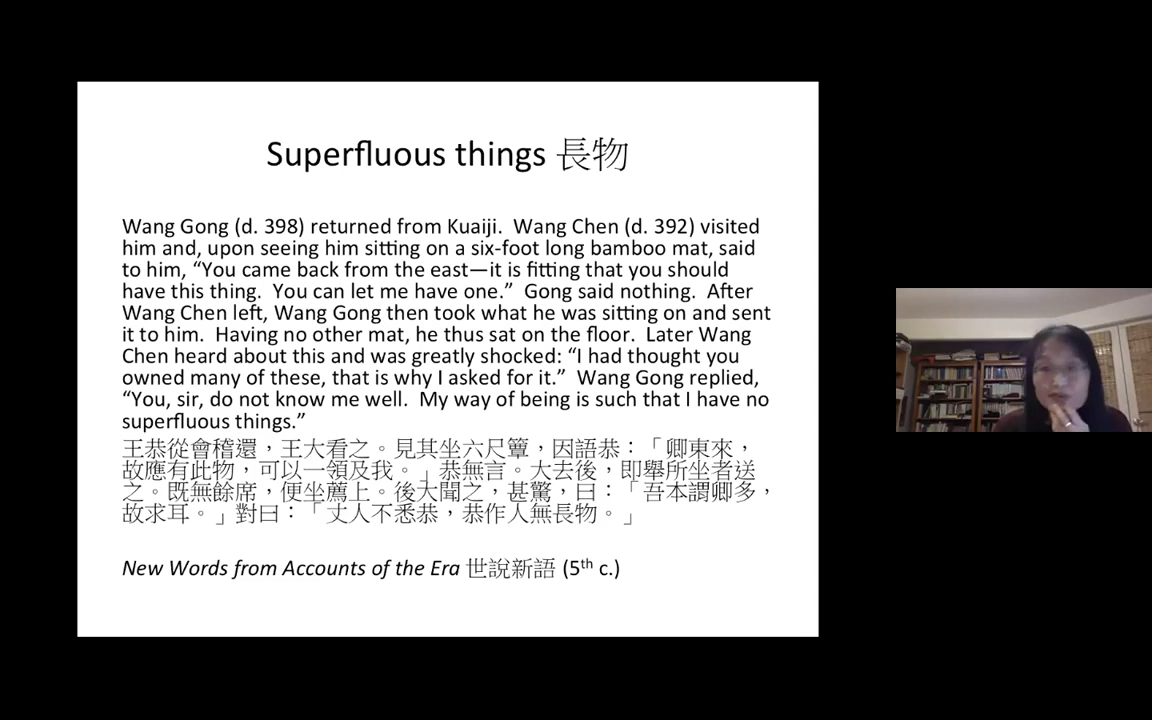 Superfluous things 長物
Wang Gong (d. 398) returned from Kuaiji.  Wang Chen (d. 392) visited
him and, upon seeing him sitting on a six-foot long bamboo mat, said
to him, “You came back from the east—it is fitting that you should
have this thing.  You can let me have one.”  Gong said nothing.  After
Wang Chen left, Wang Gong then took what he was sitting on and sent
it to him.  Having no other mat, he thus sat on the floor.  Later Wang
Chen heard about this and was greatly shocked: “I had thought you
owned many of these, that is why I asked for it.”  Wang Gong replied,
“You, sir, do not know me well.  My way of being is such that I have no
superfluous things.”
王恭從會稽還，王大看之。見其坐六尺簟，因語恭：「卿東來，
故應有此物，可以一領及我。」恭無言。大去後，即舉所坐者送
之。既無餘席，便坐薦上。後大聞之，甚驚，曰：「吾本謂卿多，
故求耳。」對曰：「丈人不悉恭，恭作人無長物。」
New Words from Accounts of the Era 世說新語 (5th c.)